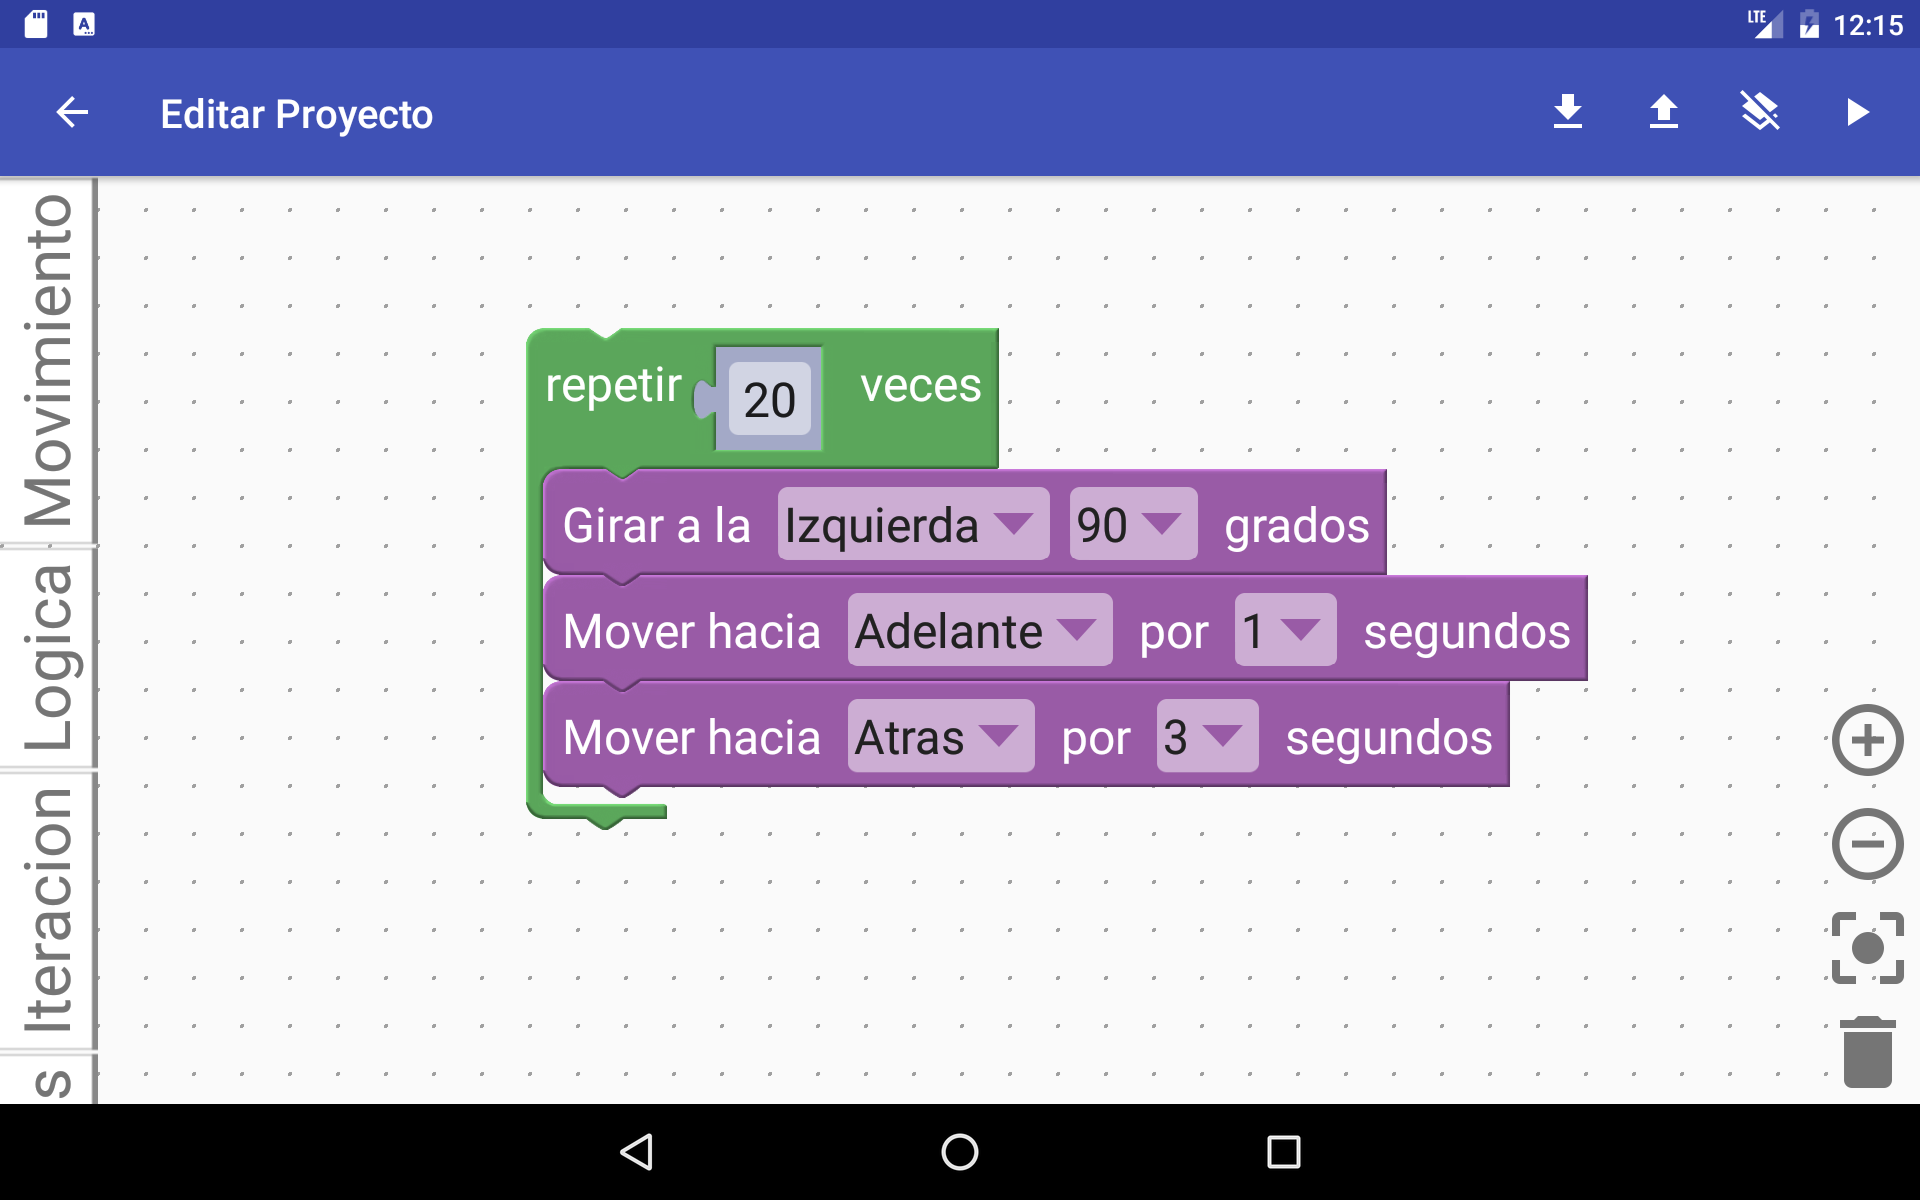 LTE 12:15
Editar Proyecto
Movimiento
Logica
Iteracion
s
repetir 20 veces
Girar a la Izquierda 90 grados
Mover hacia Adelante por 1 segundos
Mover hacia Atras por 3 segundos